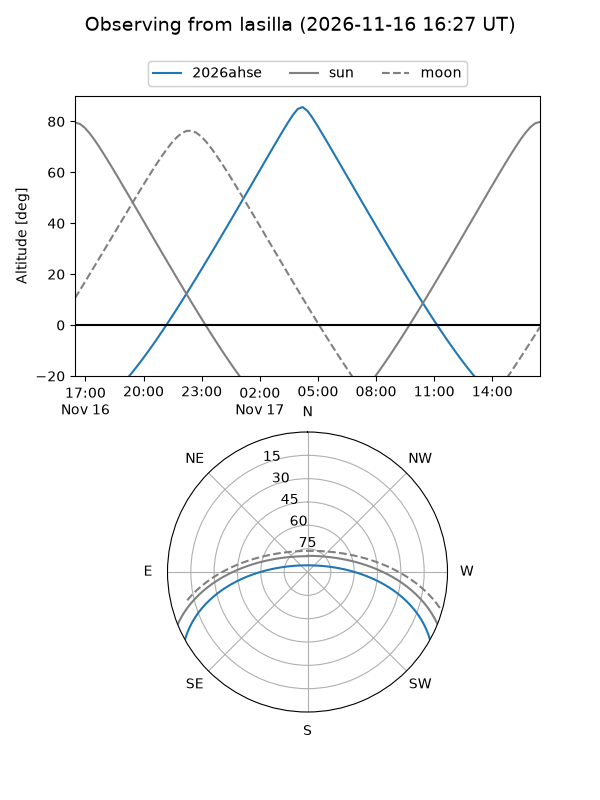 Observing from lasilla (2026-11-16 16:27 UT)
2026ahse sun moon
Altitude [deg]
80
60
40
20
0
−20
17:00 20:00 23:00 02:00 05:00 08:00 11:00 14:00
Nov 16 Nov 17
N
NE NW
15
30
45
60
75
E W
SE SW
S